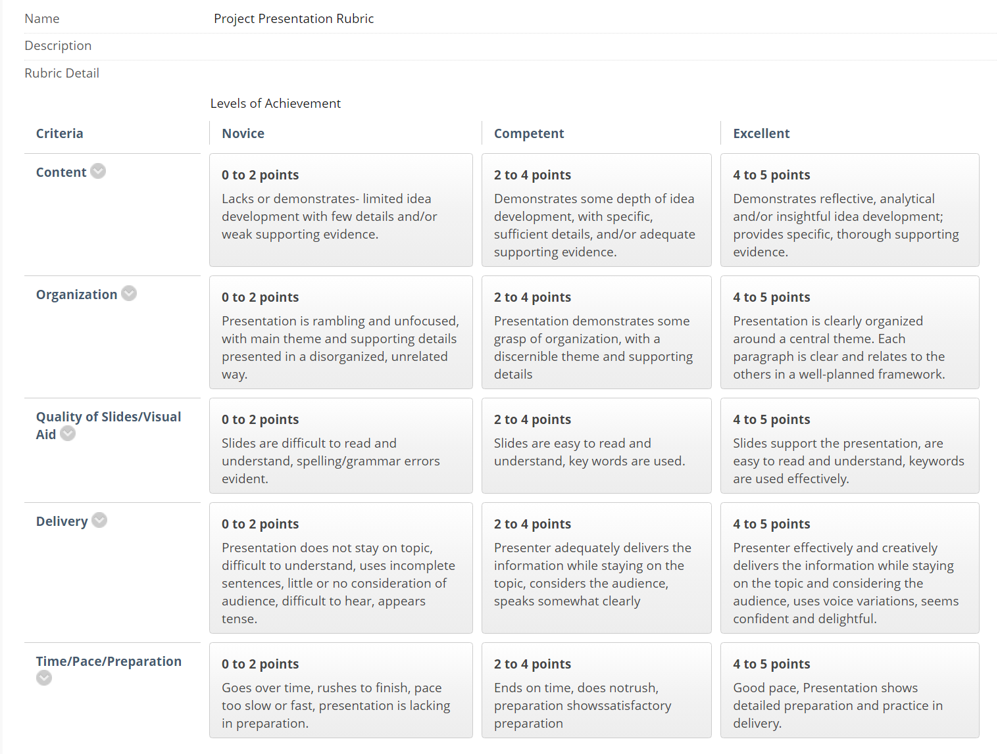 Name Project Presentation Rubric
Description
Rubric Detail
Levels of Achievement
Criteria Novice Competent Excellent
Content
0 to 2 points
Lacks or demonstrates- limited idea
development with few details and/or
weak supporting evidence.
2 to 4 points
Demonstrates some depth of idea
development, with specific,
sufficient details, and/or adequate
supporting evidence.
4 to 5 points
Demonstrates reflective, analytical
and/or insightful idea development;
provides specific, thorough supporting
evidence.
Organization
0 to 2 points
Presentation is rambling and unfocused,
with main theme and supporting details
presented in a disorganized, unrelated
way.
2 to 4 points
Presentation demonstrates some
grasp of organization, with a
discernible theme and supporting
details
4 to 5 points
Presentation is clearly organized
around a central theme. Each
paragraph is clear and relates to the
others in a well-planned framework.
Quality of Slides/Visual
Aid
0 to 2 points
Slides are difficult to read and
understand, spelling/grammar errors
evident.
2 to 4 points
Slides are easy to read and
understand, key words are used.
4 to 5 points
Slides support the presentation, are
easy to read and understand, keywords
are used effectively.
Delivery
0 to 2 points
Presentation does not stay on topic,
difficult to understand, uses incomplete
sentences, little or no consideration of
audience, difficult to hear, appears
tense.
2 to 4 points
Presenter adequately delivers the
information while staying on the
topic, considers the audience,
speaks somewhat clearly
4 to 5 points
Presenter effectively and creatively
delivers the information while staying
on the topic and considering the
audience, uses voice variations, seems
confident and delightful.
Time/Pace/Preparation
0 to 2 points
Goes over time, rushes to finish, pace
too slow or fast, presentation is lacking
in preparation.
2 to 4 points
Ends on time, does notrush,
preparation showssatisfactory
preparation
4 to 5 points
Good pace, Presentation shows
detailed preparation and practice in
delivery.